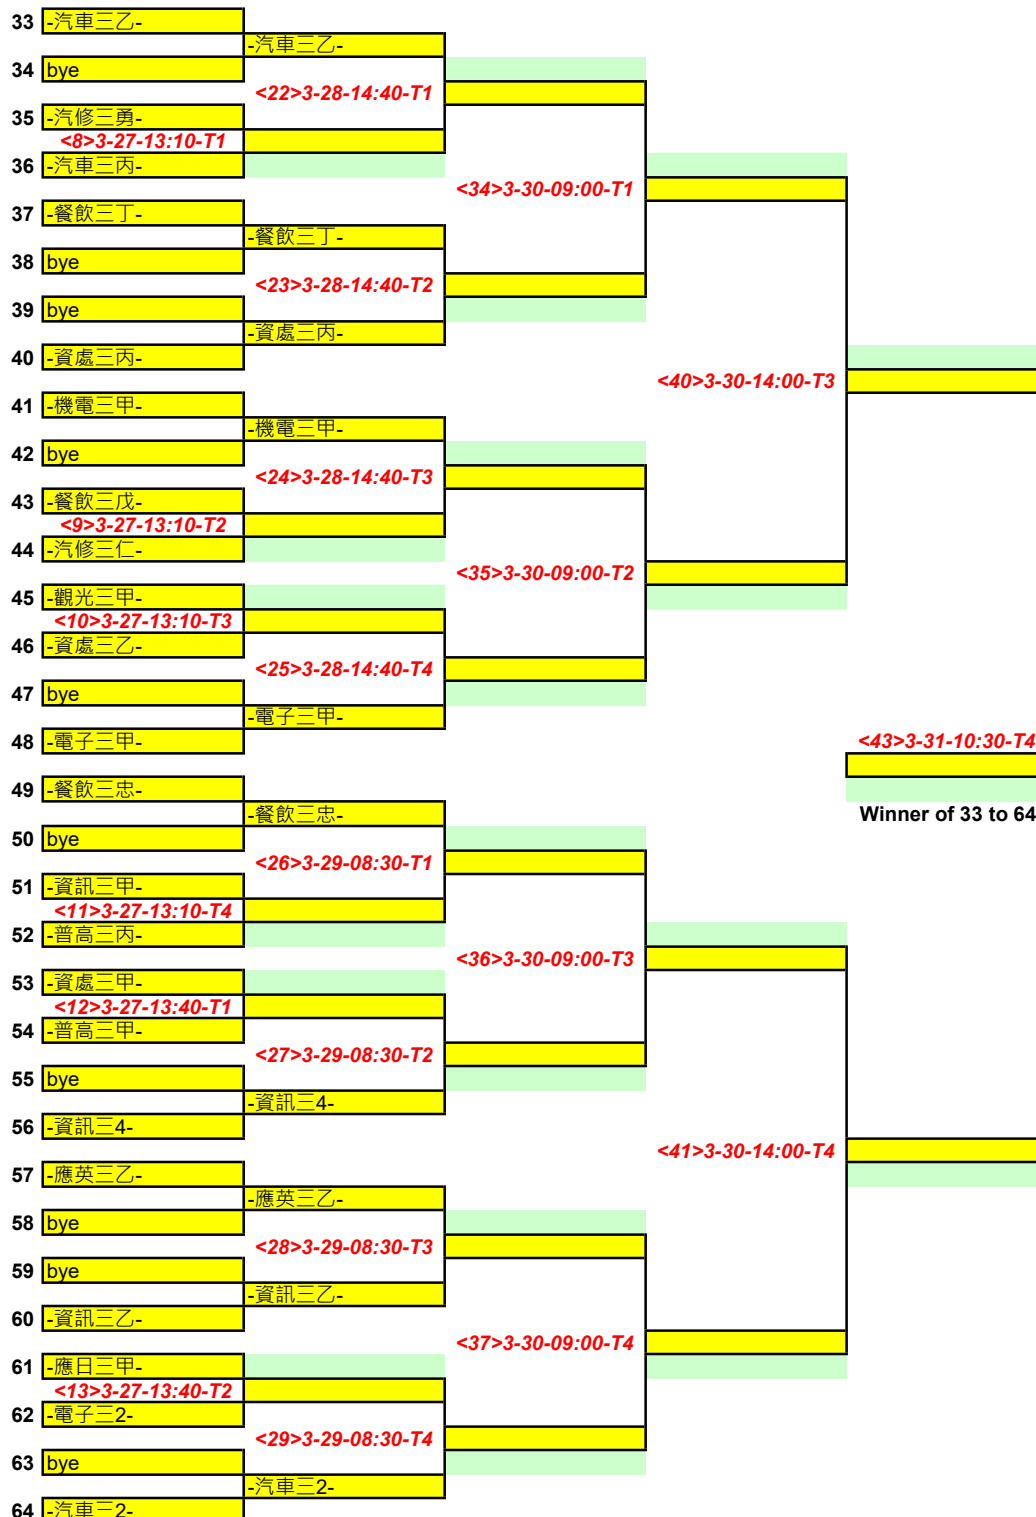 33 -汽車三乙-
-汽車三乙-
34 bye
<22>3-28-14:40-T1
35 -汽修三勇-
<8>3-27-13:10-T1
36 -汽車三丙-
<34>3-30-09:00-T1
37 -餐飲三丁-
-餐飲三丁-
38 bye
<23>3-28-14:40-T2
39 bye
-資處三丙-
40 -資處三丙-
<40>3-30-14:00-T3
41 -機電三甲-
-機電三甲-
42 bye
<24>3-28-14:40-T3
43 -餐飲三戊-
<9>3-27-13:10-T2
44 -汽修三仁-
<35>3-30-09:00-T2
45 -觀光三甲-
<10>3-27-13:10-T3
46 -資處三乙-
<25>3-28-14:40-T4
47 bye
-電子三甲-
48 -電子三甲-
<43>3-31-10:30-T4
49 -餐飲三忠-
-餐飲三忠-
Winner of 33 to 64
50 bye
<26>3-29-08:30-T1
51 -資訊三甲-
<11>3-27-13:10-T4
52 -普高三丙-
<36>3-30-09:00-T3
53 -資處三甲-
<12>3-27-13:40-T1
54 -普高三甲-
<27>3-29-08:30-T2
55 bye
-資訊三4-
56 -資訊三4-
<41>3-30-14:00-T4
57 -應英三乙-
-應英三乙-
58 bye
<28>3-29-08:30-T3
59 bye
-資訊三乙-
60 -資訊三乙-
<37>3-30-09:00-T4
61 -應日三甲-
<13>3-27-13:40-T2
62 -電子三2-
<29>3-29-08:30-T4
63 bye
-汽車三2-
64 -汽車三2-